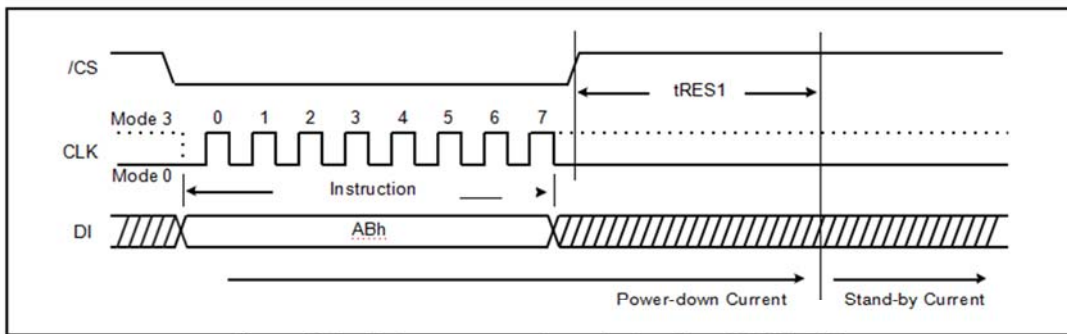 /CS
tRES1
Mode 3
0 1 2 3 4 5 6 7
CLK
Mode 0
Instruction
DI
ABh
Power-down Current
Stand-by Current